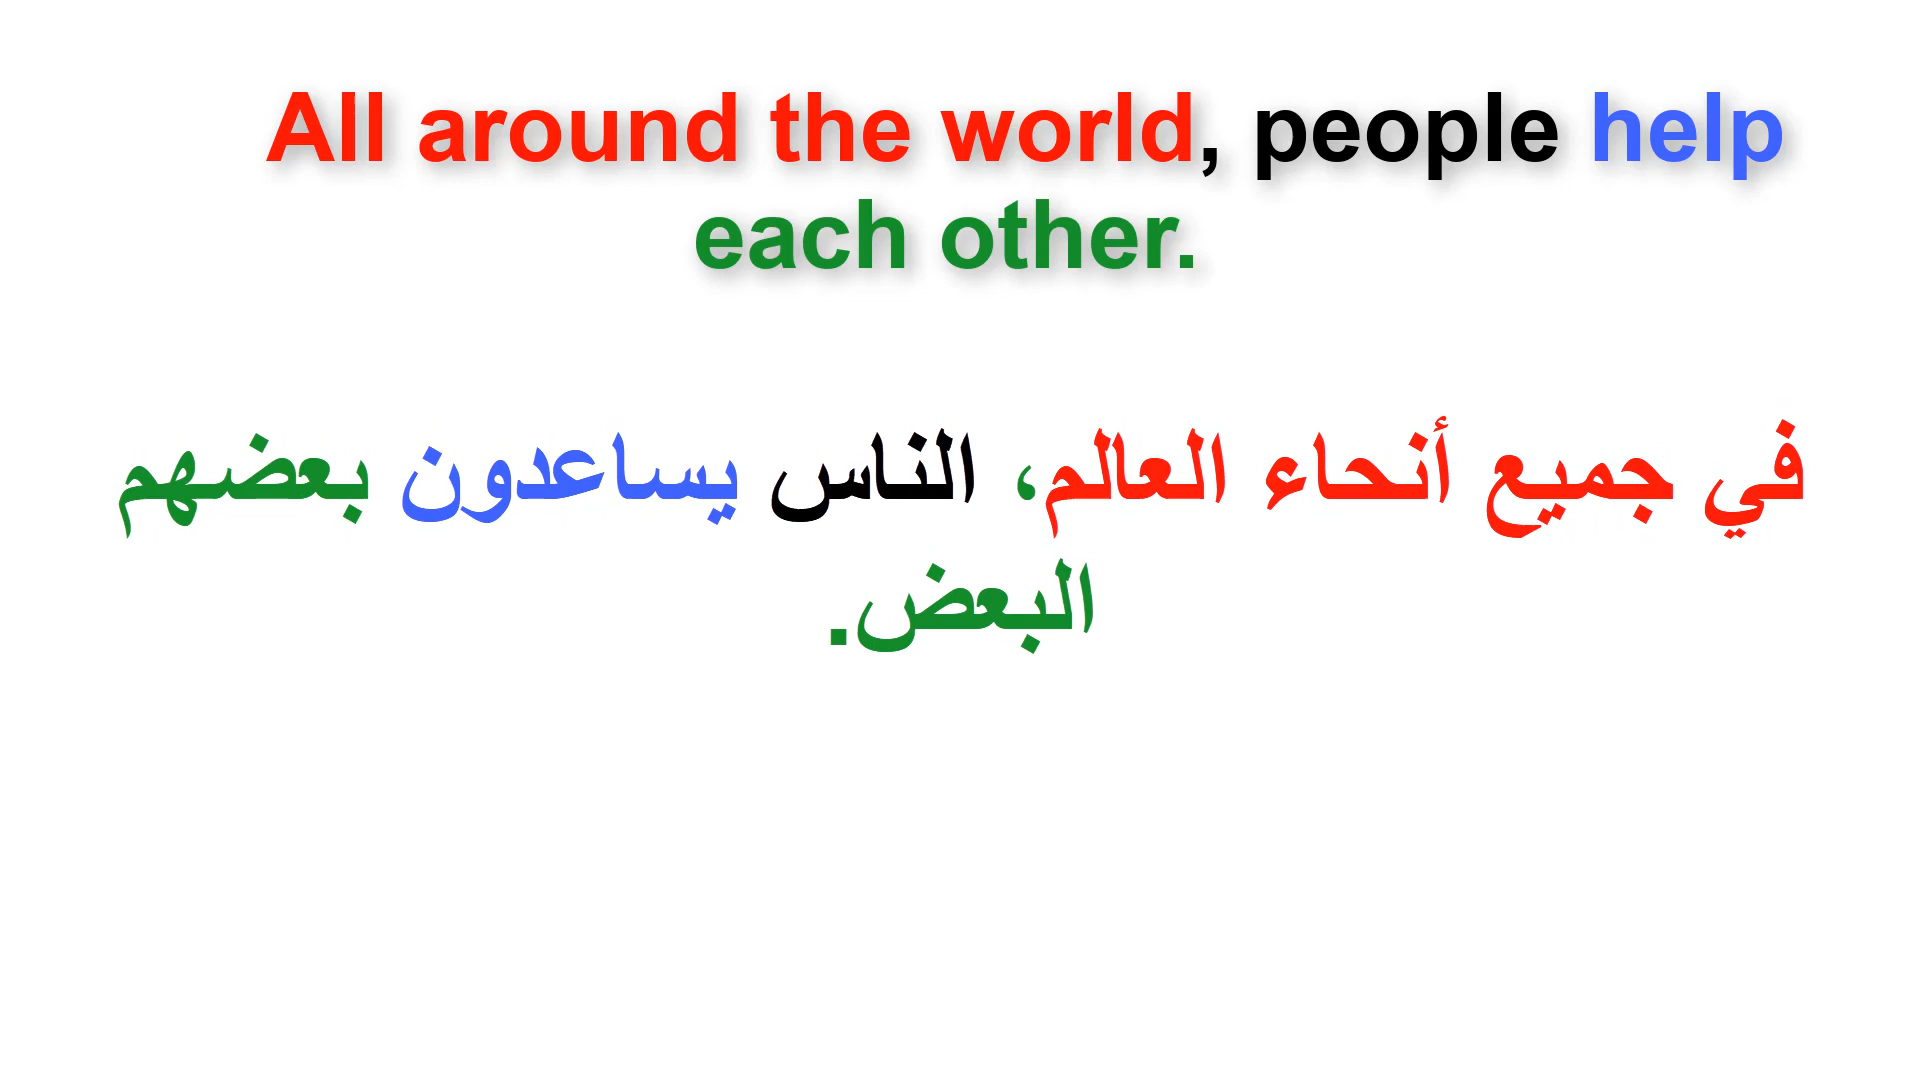 All around the world, people help
each other.
في جميع أنحاء العالم، الناس يساعدون بعضهم
البعض.